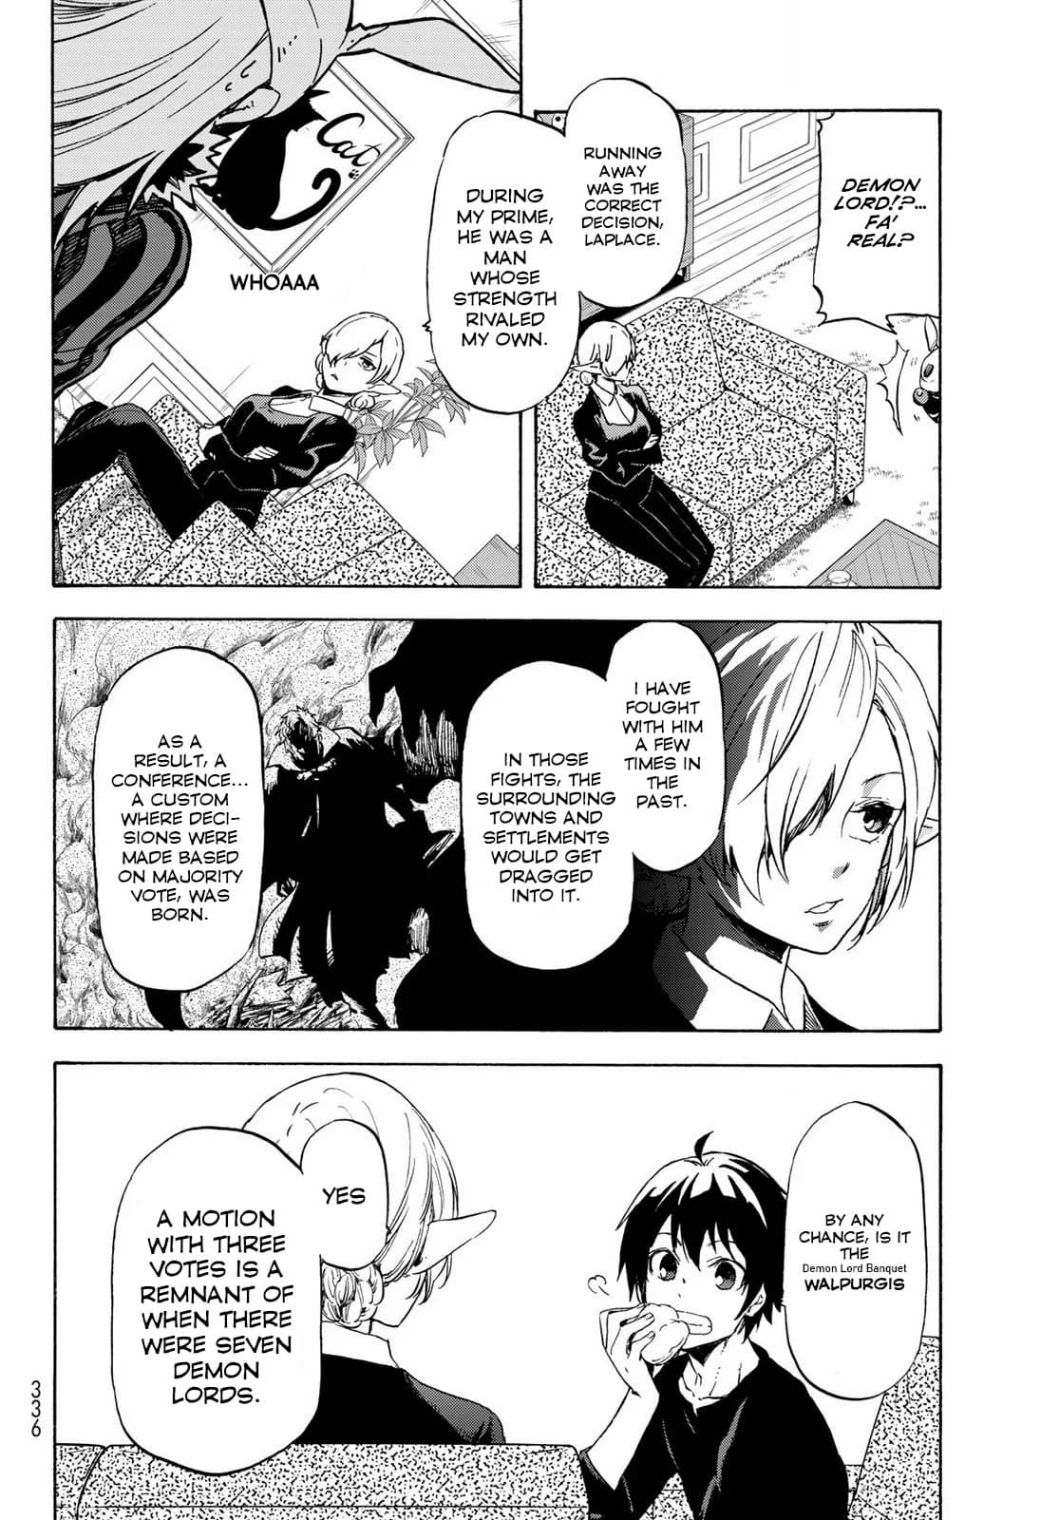 DEMON
LORD!?...
FA'
REAL?
RUNNING
AWAY
WAS THE
CORRECT
DECISION,
LAPLACE.
DURING
MY PRIME,
HE WAS A
MAN
WHOSE
STRENGTH
RIVALED
MY OWN.
Cat
WHOAAA
I HAVE
FOUGHT
WITH HIM
A FEW
TIMES IN
THE
PAST.
IN THOSE
FIGHTS, THE
SURROUNDING
TOWNS AND
SETTLEMENTS
WOULD GET
DRAGGED
INTO IT.
AS A
RESULT, A
CONFERENCE...
A CUSTOM
WHERE DECI-
SIONS WERE
MADE BASED
ON MAJORITY
VOTE, WAS
BORN.
BY ANY
CHANCE, IS IT
THE
Demon Lord Banquet
WALPURGIS
YES
A MOTION
WITH THREE
VOTES IS A
REMNANT OF
WHEN THERE
WERE SEVEN
DEMON
LORDS.
336